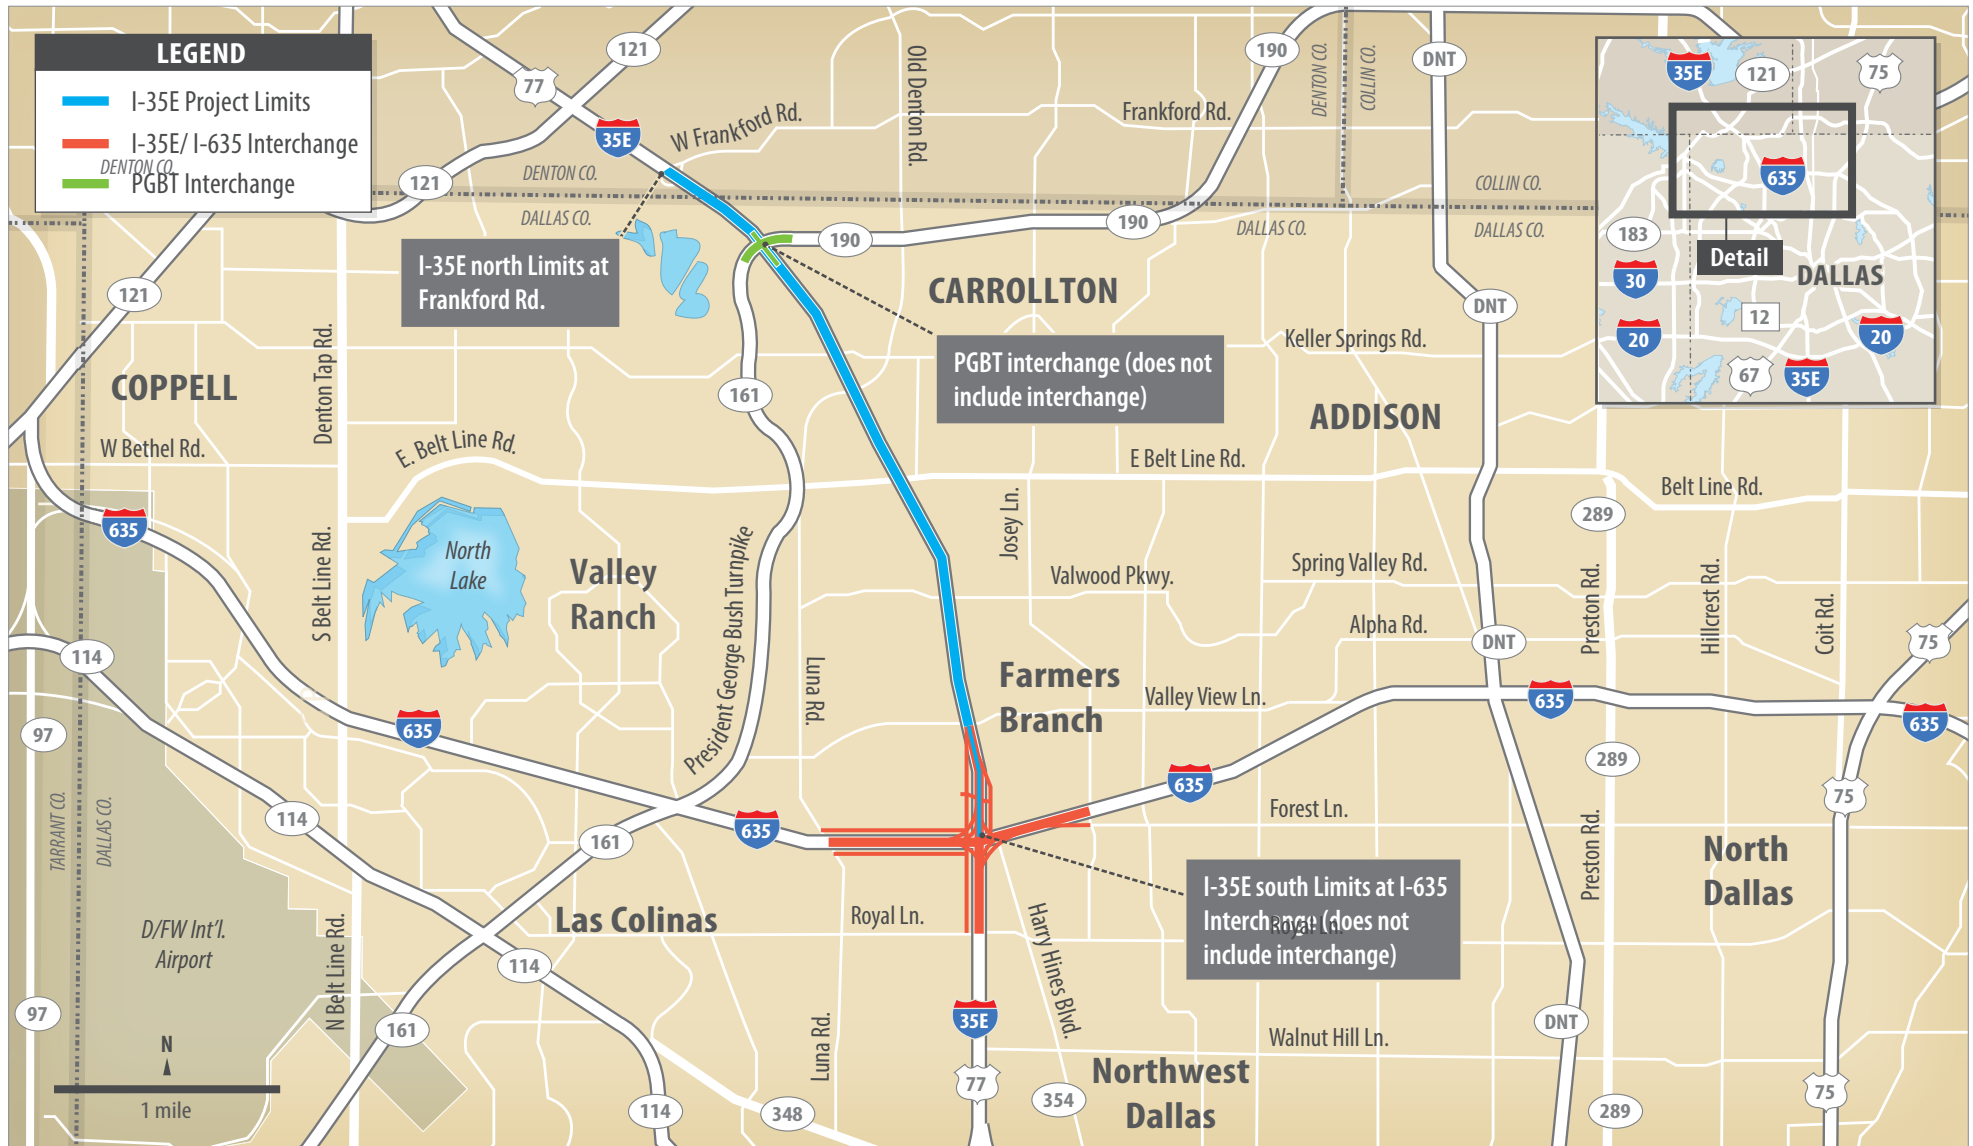 LEGEND
I-35E Project Limits
I-35E/ I-635 Interchange
DENTON CO.
PGBT Interchange
121
77
35E
W Frankford Rd.
Old Denton Rd.
Frankford Rd.
190
DENTON CO.
COLLIN CO.
DNT
35E
121
75
635
183
30
20
Detail
DALLAS
12
67
35E
20
121
DENTON CO.
DALLAS CO.
190
190
DALLAS CO.
COLLIN CO.
DALLAS CO.
I-35E north Limits at
Frankford Rd.
121
CARROLLTON
DNT
Denton Tap Rd.
Keller Springs Rd.
PGBT interchange (does not
include interchange)
COPPELL
161
ADDISON
W Bethel Rd.
E. Belt Line Rd.
E Belt Line Rd.
Belt Line Rd.
635
289
North
Lake
S Belt Line Rd.
Valley
Ranch
President George Bush Turnpike
Josey Ln.
Valwood Pkwy.
Spring Valley Rd.
Alpha Rd.
Preston Rd.
Hillcrest Rd.
Coit Rd.
DNT
75
114
Luna Rd.
Farmers
Branch
Valley View Ln.
635
635
97
635
635
289
75
114
635
161
Forest Ln.
TARRANT CO.
DALLAS CO.
Preston Rd.
North
Dallas
I-35E south Limits at I-635
Interchange (does not
include interchange)
Royal Ln.
Las Colinas
Royal Ln.
Harry Hines Blvd.
D/FW Int'l.
Airport
N Belt Line Rd.
114
97
161
35E
DNT
Luna Rd.
Walnut Hill Ln.
N
1 mile
Northwest
Dallas
77
354
75
114
348
289